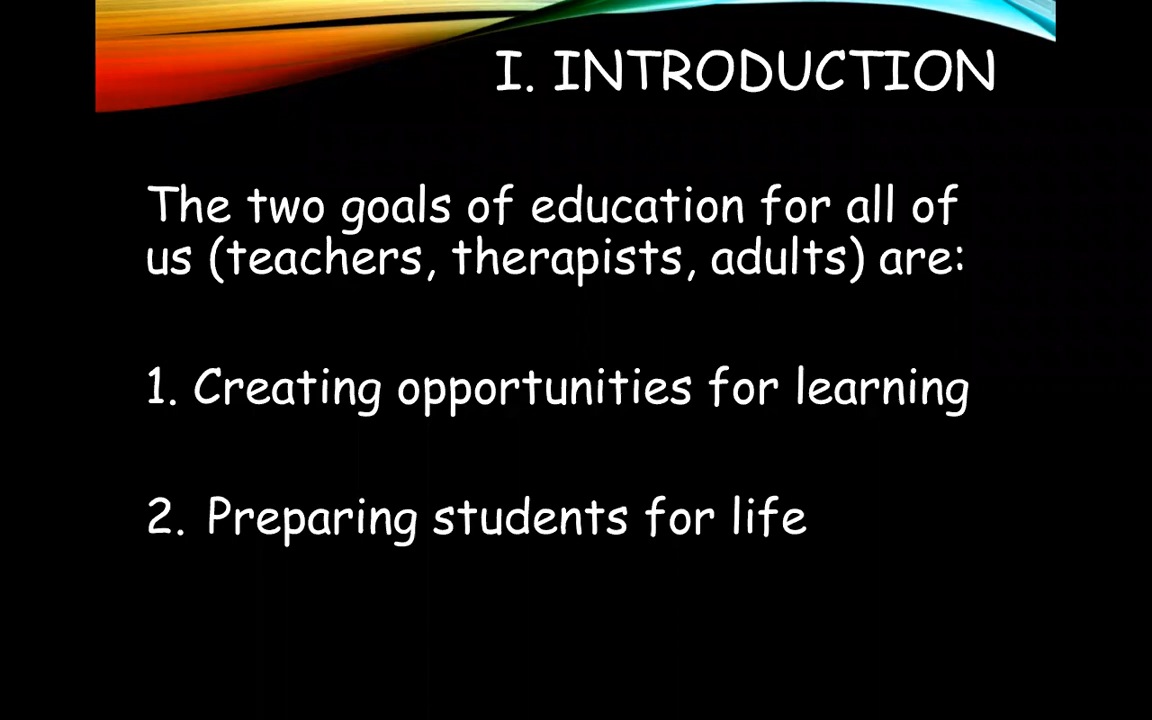 I. INTRODUCTION
The two goals of education for all of
us (teachers, therapists, adults) are:
1. Creating opportunities for learning
2. Preparing students for life